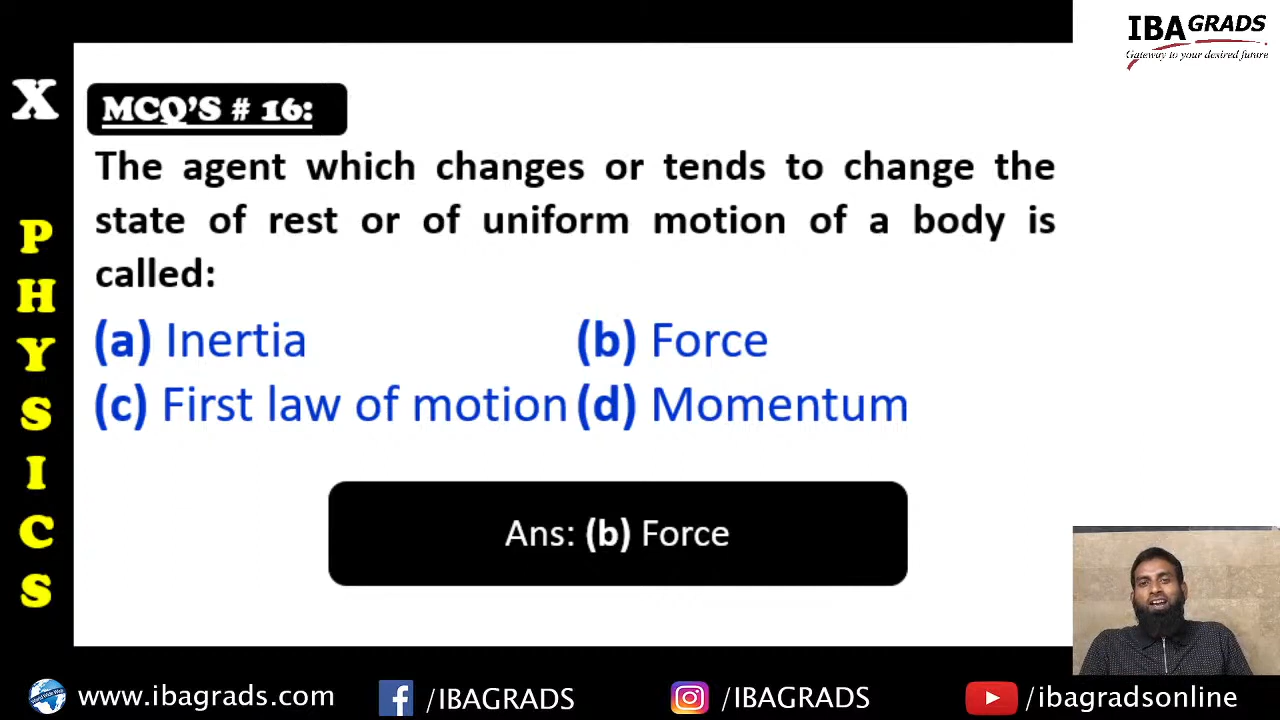 IBA GRADS
Gateway to your desired future
X
PHYSICS
MCQ'S # 16:
The agent which changes or tends to change the
state of rest or of uniform motion of a body is
called:
(a) Inertia (b) Force
(c) First law of motion (d) Momentum
Ans: (b) Force
www.ibagrads.com /IBAGRADS /IBAGRADS /ibagradsonline